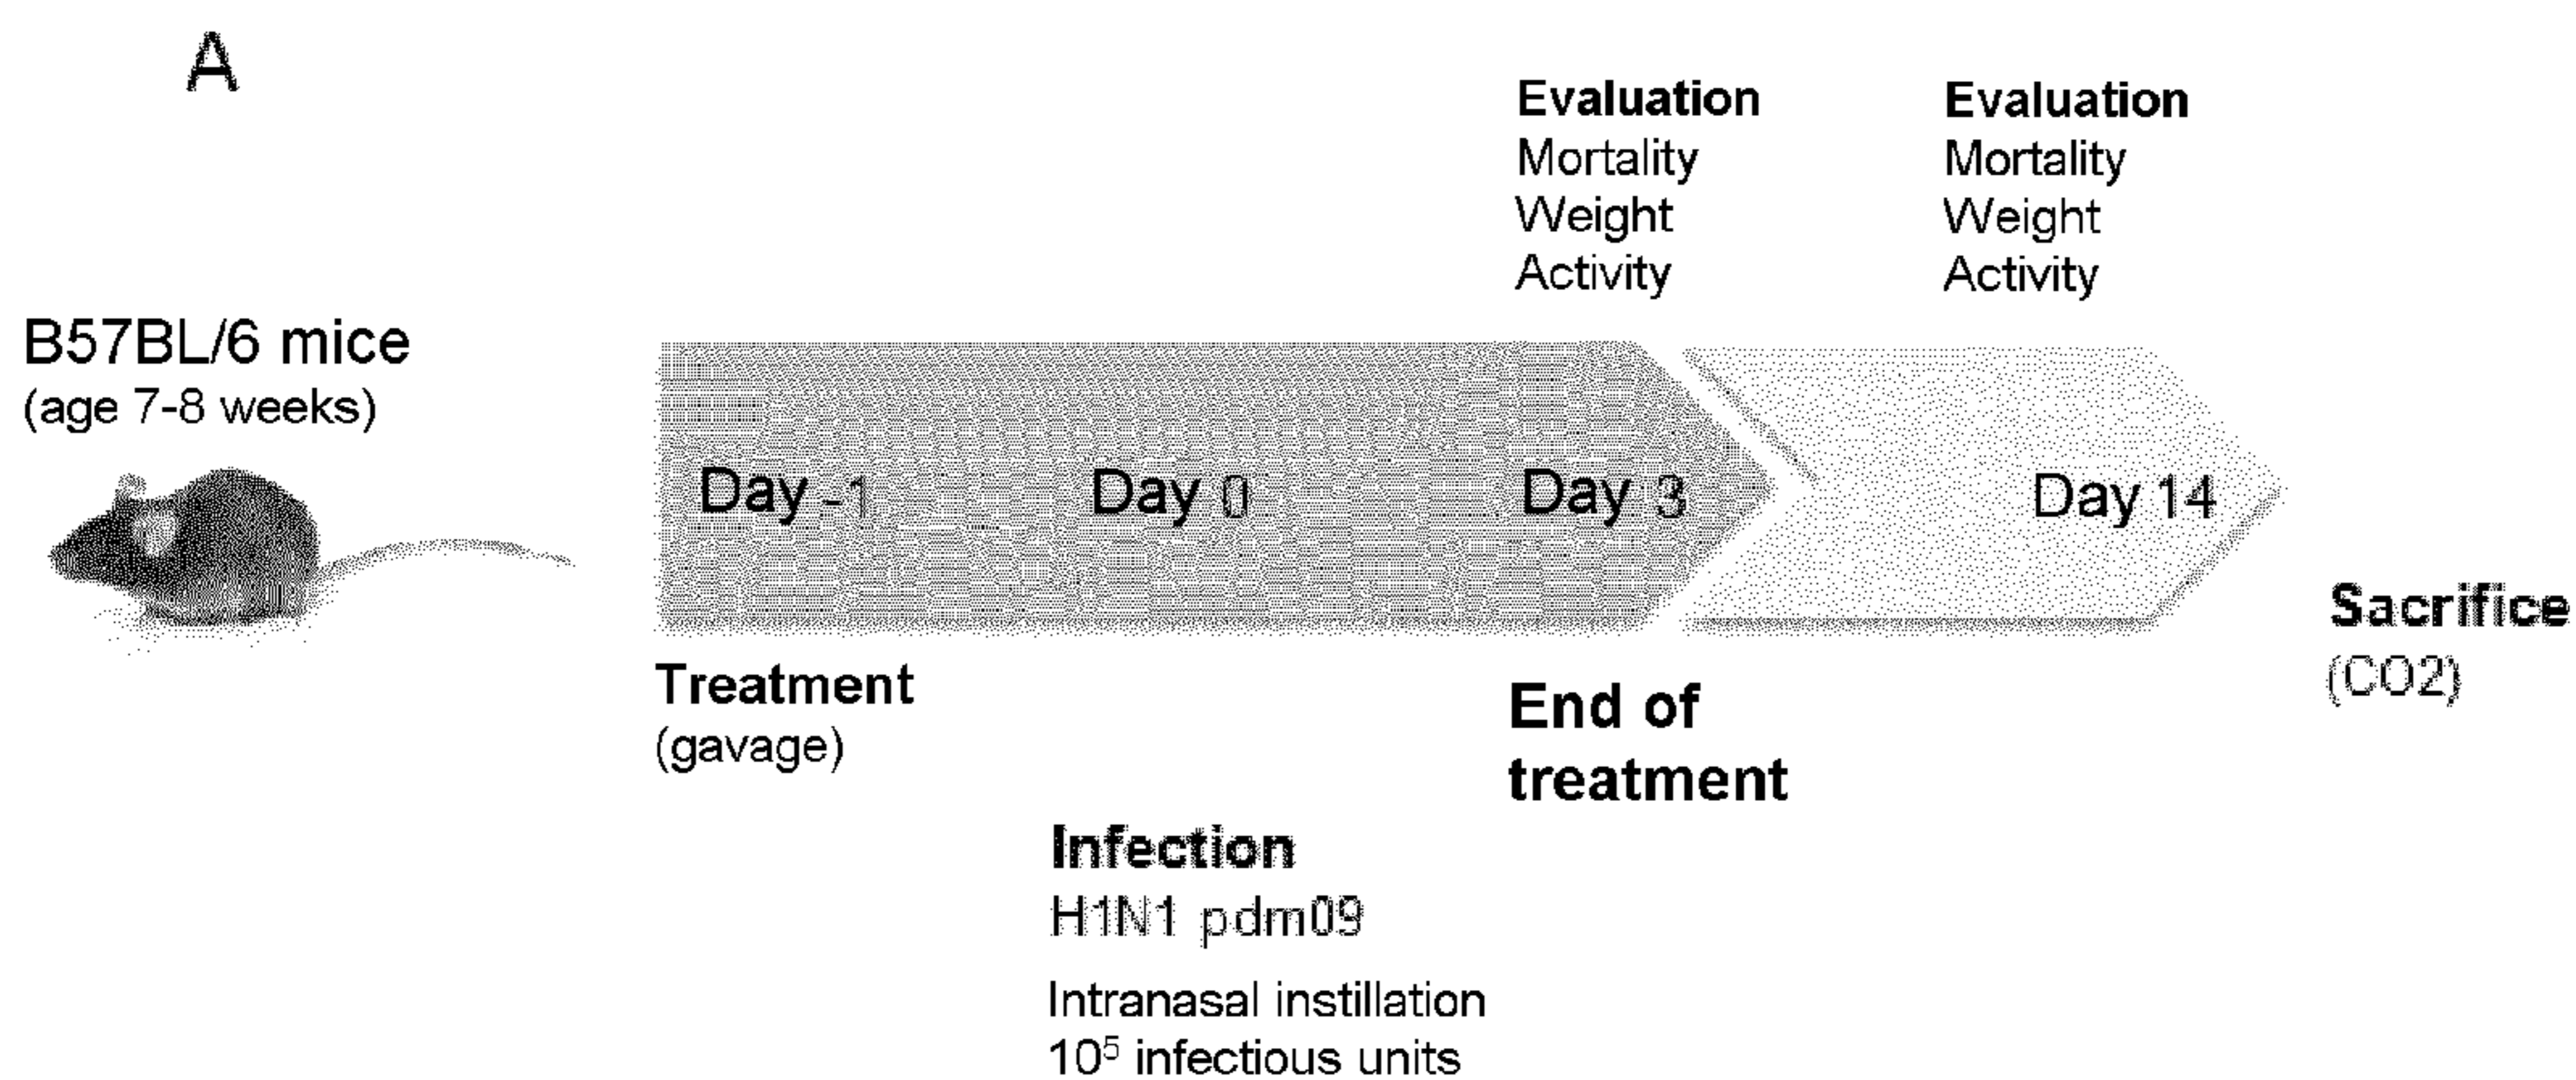 A
B57BL/6 mice
(age 7-8 weeks)
Evaluation
Mortality
Weight
Activity
Evaluation
Mortality
Weight
Activity
Day -1
Day 0
Day 3
Day 14
Treatment
(gavage)
Infection
H1N1 pdm09
Intranasal instillation
10⁵ infectious units
End of
treatment
Sacrifice
(CO2)